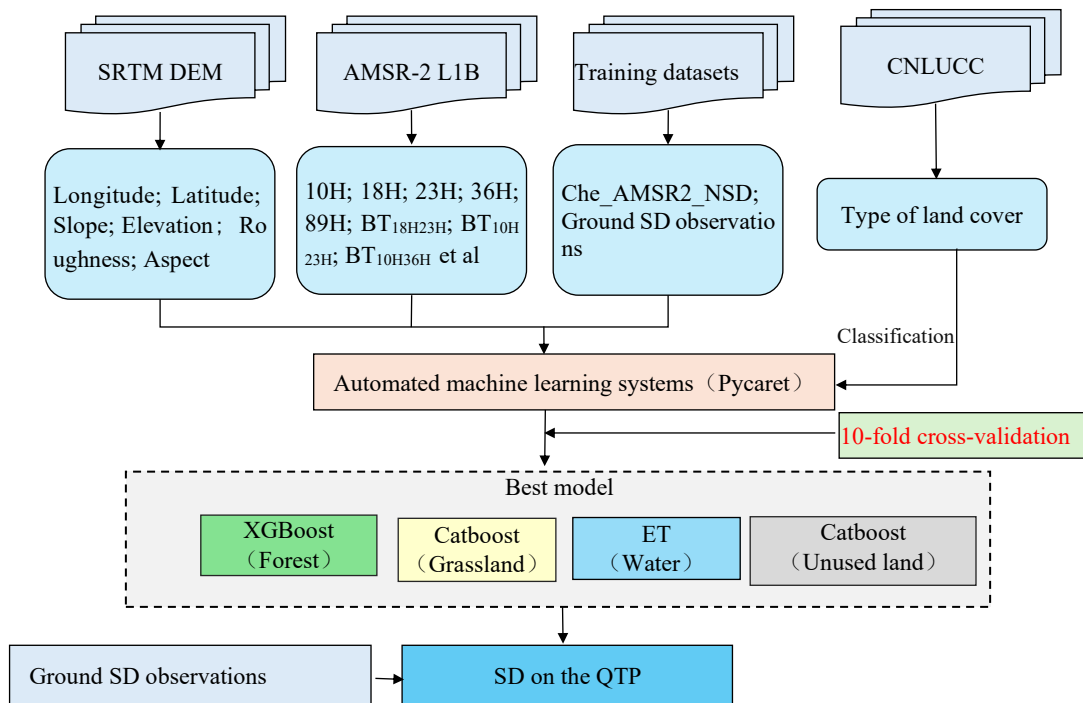 SRTM DEM
AMSR-2 L1B
Training datasets
CNLUCC
Longitude; Latitude;
Slope; Elevation；Ro
ughness; Aspect
10H; 18H; 23H; 36H;
89H; BT18H23H; BT10H
23H; BT10H36H et al
Che_AMSR2_NSD;
Ground SD observatio
ns
Type of land cover
Classification
Automated machine learning systems（Pycaret）
10-fold cross-validation
Best model
XGBoost
（Forest）
Catboost
（Grassland）
ET
（Water）
Catboost
（Unused land）
Ground SD observations
SD on the QTP